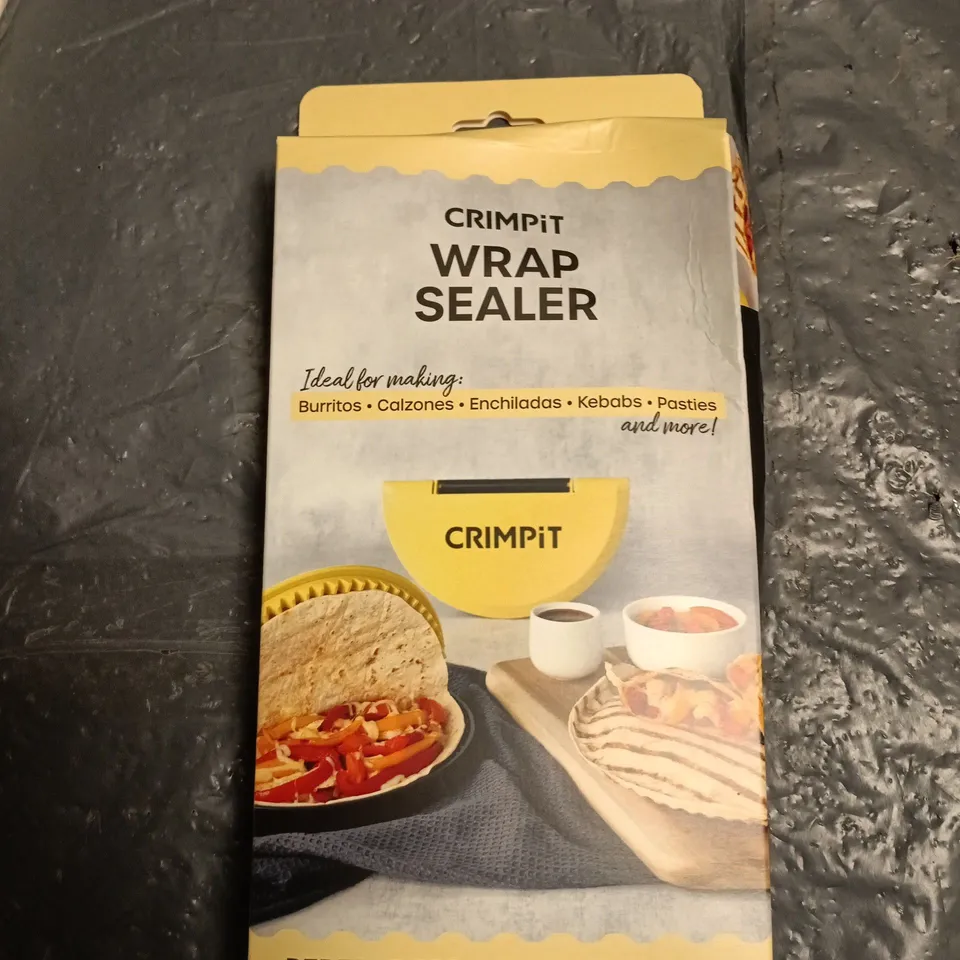 CRIMPiT
WRAP
SEALER
Ideal for making:
Burritos • Calzones • Enchiladas • Kebabs • Pasties
and more!
CRIMPiT